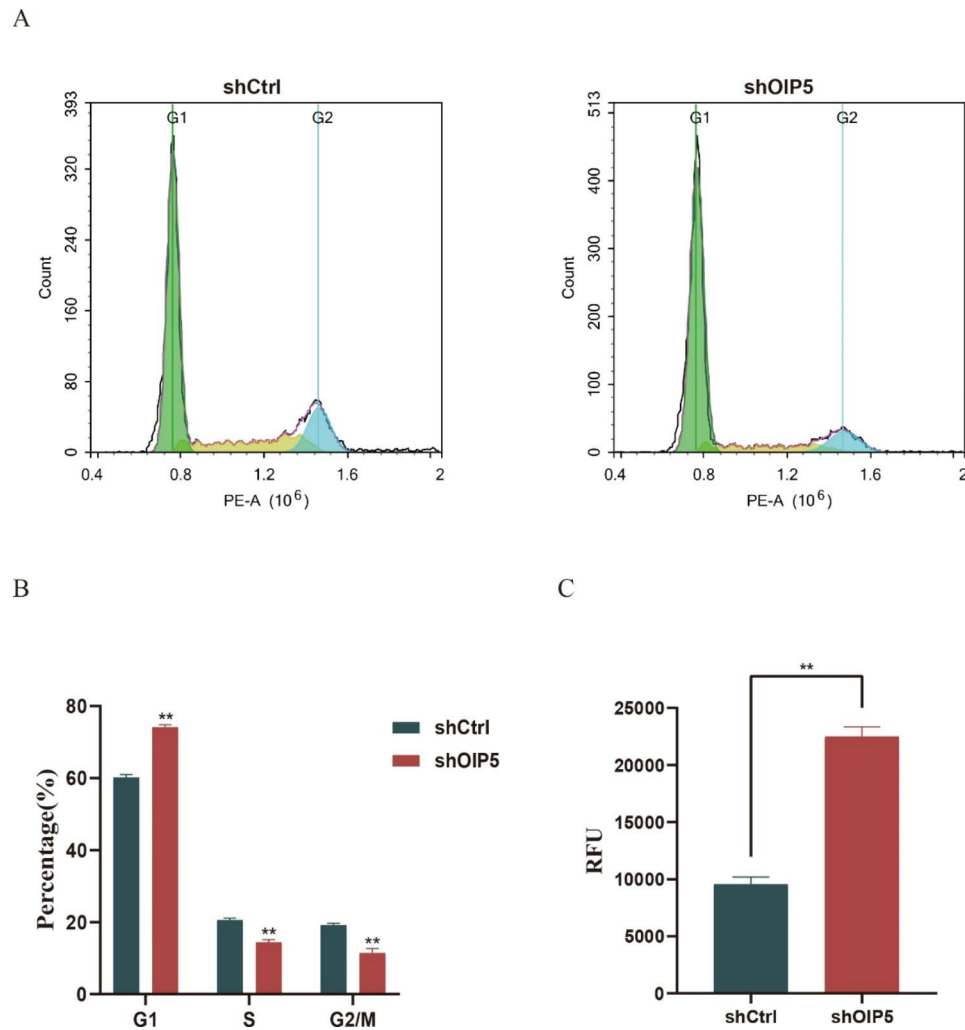 A
shCtrl
393
G1
G2
320
240
160
80
0
Count
0.4
0.8
1.2
1.6
2
PE-A (10^6)
shOIP5
513
G1
G2
400
300
200
100
0
Count
0.4
0.8
1.2
1.6
2
PE-A (10^6)
B
80
60
40
20
0
Percentage(%)
**
**
**
G1
S
G2/M
shCtrl
shOIP5
C
**
25000
20000
15000
10000
5000
0
RFU
shCtrl
shOIP5